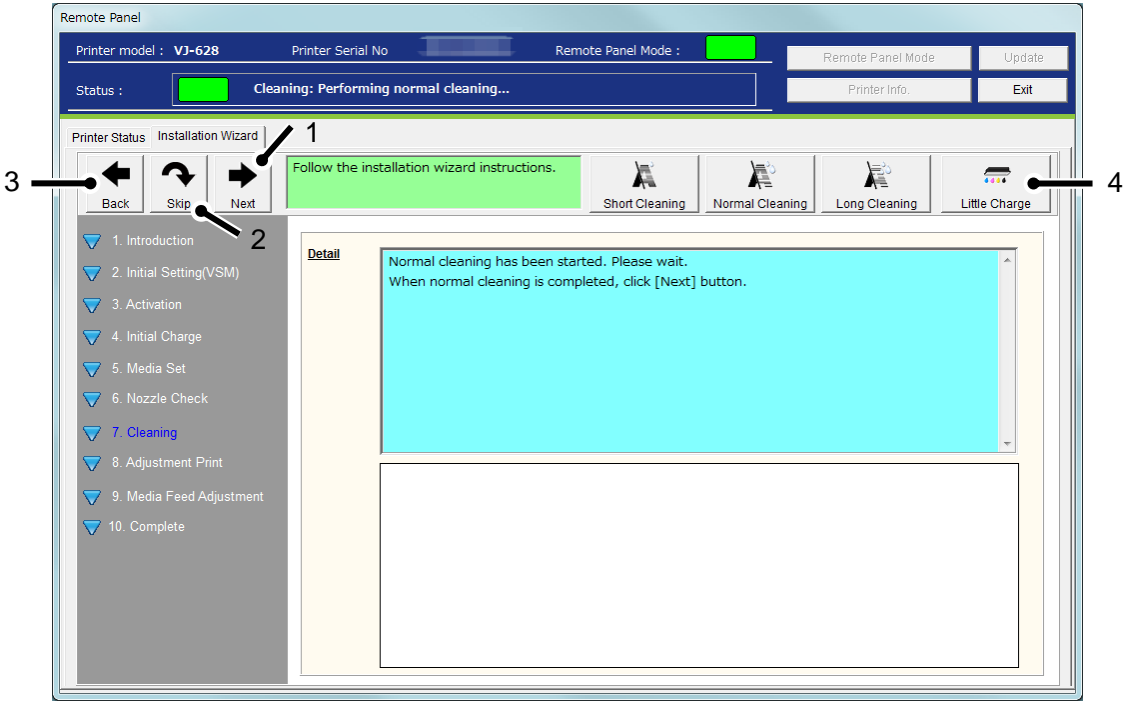 Remote Panel
Printer model : VJ-628 Printer Serial No Remote Panel Mode :
Remote Panel Mode Update
Status : Cleaning: Performing normal cleaning...
Printer Info. Exit
Printer Status Installation Wizard
1
3
Back Skip Next
Follow the installation wizard instructions.
Short Cleaning Normal Cleaning Long Cleaning Little Charge
4
2
1. Introduction
2. Initial Setting(VSM)
3. Activation
4. Initial Charge
5. Media Set
6. Nozzle Check
7. Cleaning
8. Adjustment Print
9. Media Feed Adjustment
10. Complete
Detail
Normal cleaning has been started. Please wait.
When normal cleaning is completed, click [Next] button.